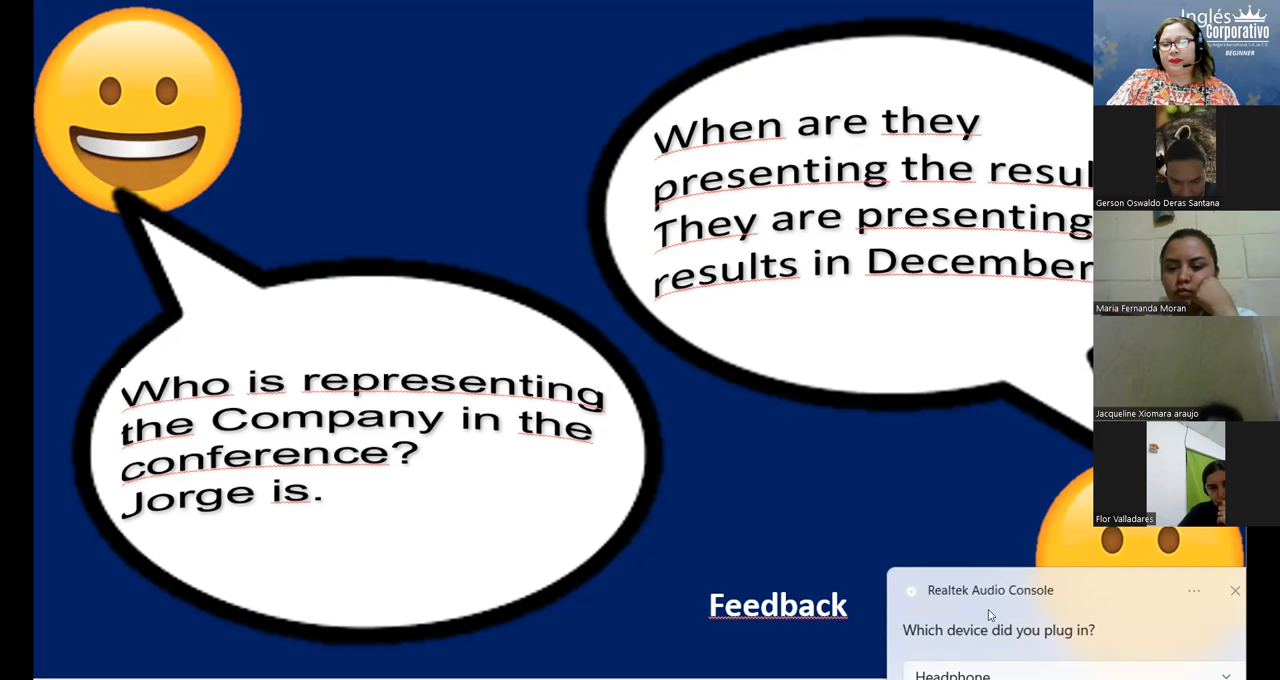 Who is representing
the Company in the
conference?
Jorge is.
When are they
presenting the resul
They are presenting
results in December
Feedback
Inglés
Corporativo
BEGINNER
Gerson Oswaldo Deras Santana
Maria Fernanda Moran
Jacqueline Xiomara araujo
Flor Valladares
Realtek Audio Console
Which device did you plug in?
Headphone